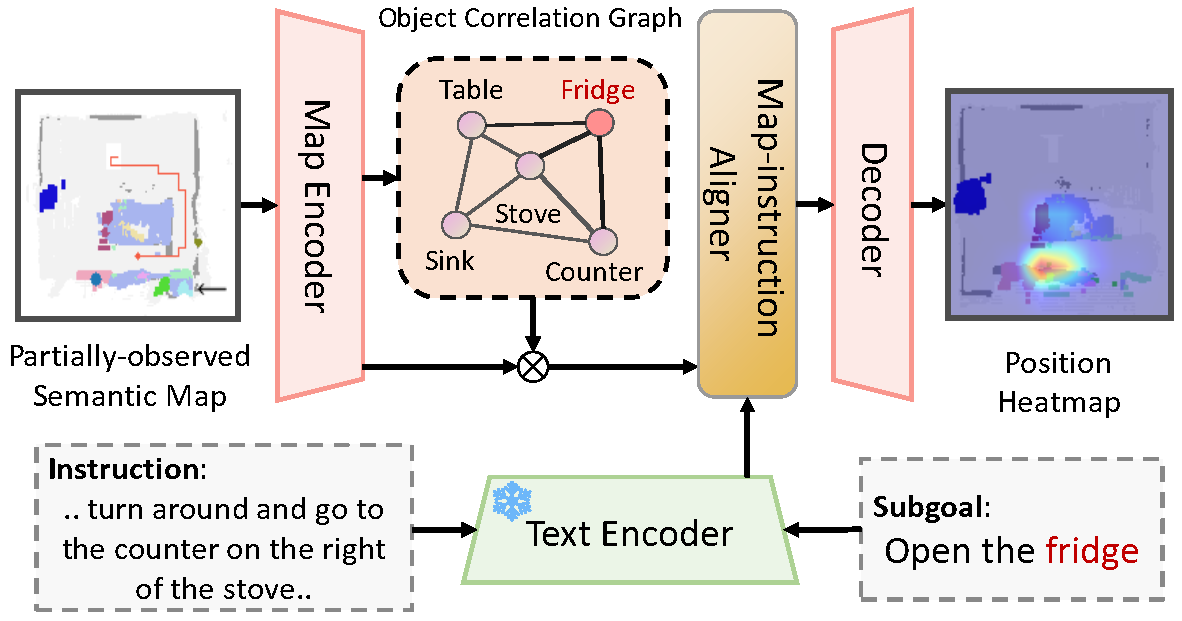 Object Correlation Graph
Table
Fridge
Stove
Sink
Counter
Map Encoder
Map-instruction
Aligner
Decoder
Partially-observed
Semantic Map
Position
Heatmap
Instruction:
.. turn around and go to
the counter on the right
of the stove..
Text Encoder
Subgoal:
Open the fridge